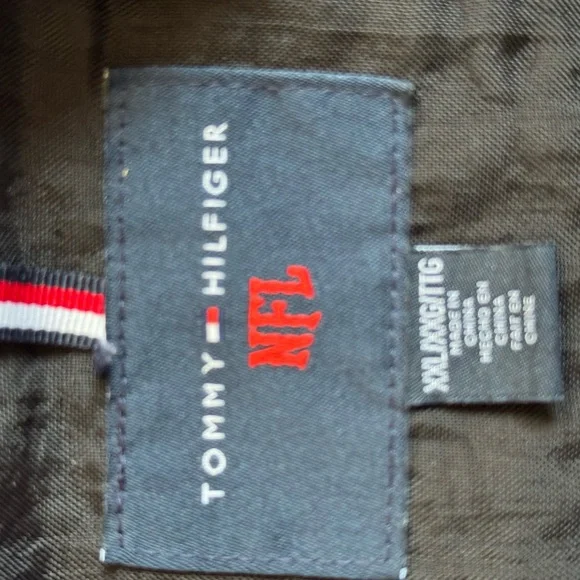 TOMMY HILFIGER
NFL
XXL/XXG/TTG
MADE IN
CHINA
HECHO EN
CHINA
FAIT EN
CHINE